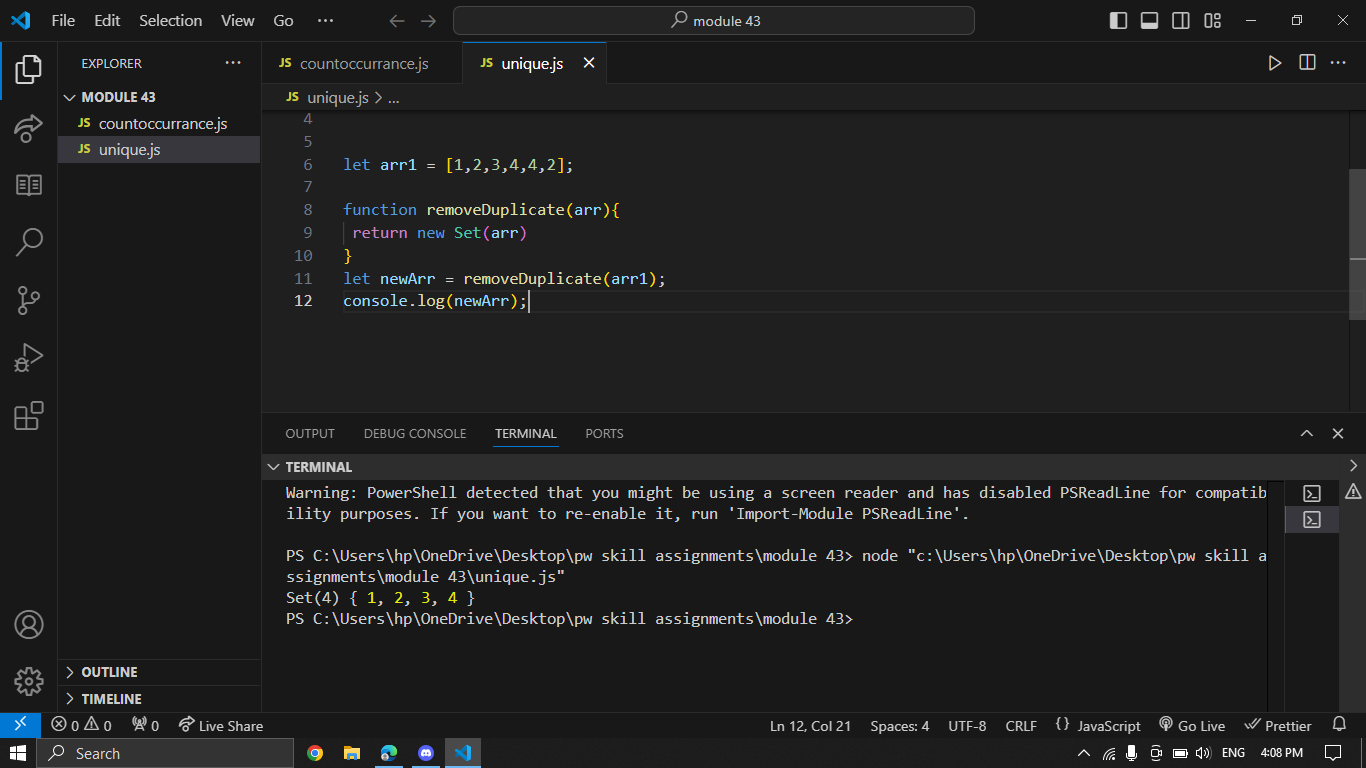 File Edit Selection View Go ···
module 43
EXPLORER ···
JS countoccurrance.js
JS unique.js
MODULE 43
JS countoccurrance.js
JS unique.js
JS unique.js > ...
4
5
6 let arr1 = [1,2,3,4,4,2];
7
8 function removeDuplicate(arr){
9 return new Set(arr)
10 }
11 let newArr = removeDuplicate(arr1);
12 console.log(newArr);
OUTPUT DEBUG CONSOLE TERMINAL PORTS
TERMINAL
Warning: PowerShell detected that you might be using a screen reader and has disabled PSReadLine for compatib
ility purposes. If you want to re-enable it, run 'Import-Module PSReadLine'.
PS C:\Users\hp\OneDrive\Desktop\pw skill assignments\module 43> node "c:\Users\hp\OneDrive\Desktop\pw skill a
ssignments\module 43\unique.js"
Set(4) { 1, 2, 3, 4 }
PS C:\Users\hp\OneDrive\Desktop\pw skill assignments\module 43>
OUTLINE
TIMELINE
0 0 0 Live Share Ln 12, Col 21 Spaces: 4 UTF-8 CRLF {} JavaScript Go Live Prettier
Search ENG 4:08 PM